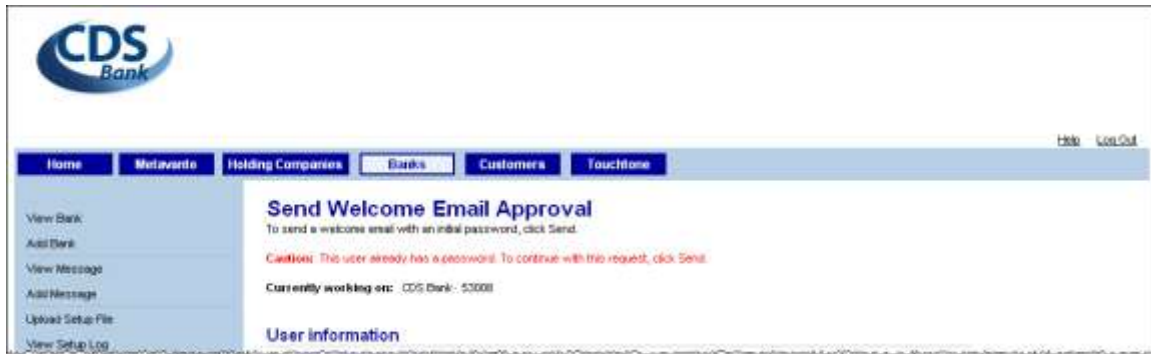 CDS
Bank
Help Log Out
Home Metavante Holding Companies Banks Customers Touchtone
View Bank
Add Bank
View Message
Add Message
Upload Setup File
View Setup Log
Send Welcome Email Approval
To send a welcome email with an initial password, click Send.
Caution: This user already has a password. To continue with this request, click Send.
Currently working on: CDS Bank - 53008
User information